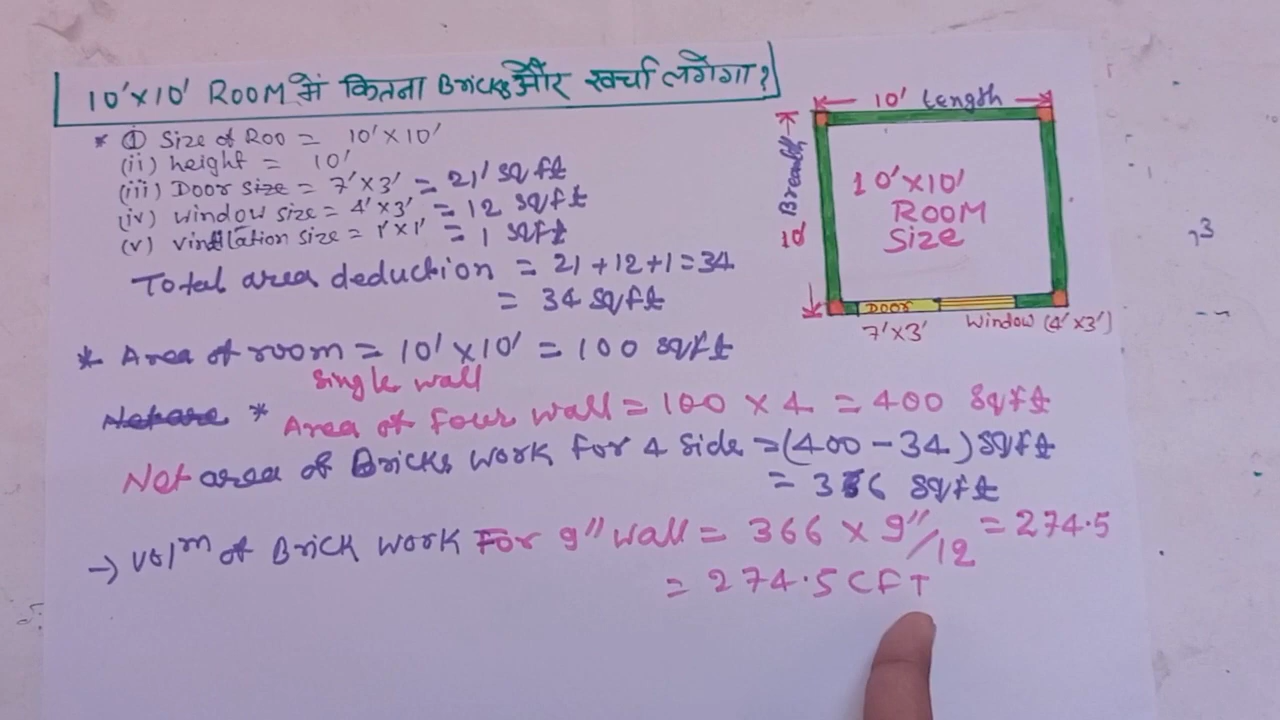 10'×10' ROOM में कितना Bricks और खर्चा लगेगा?
* (i) Size of Roo = 10'×10'
(ii) height = 10'
(iii) Door size = 7'×3' = 21' sqft
(iv) window size = 4'×3' = 12 sqft
(v) vintilation size = 1'×1' = 1 sqft
Total area deduction = 21+12+1=34
= 34 sqft
* Area of room = 10'×10' = 100 sqft
single wall
* Area of four wall = 100 × 4 = 400 sqft
Net area of Bricks work for 4 side = (400-34) sqft
= 366 sqft
→ Vol^m of Brick work For 9" wall = 366 × 9"/12 = 274.5
= 274.5 CFT
10' Length
Breadth
10'
10'×10'
ROOM
Size
DOOR
7'×3'
window (4'×3')